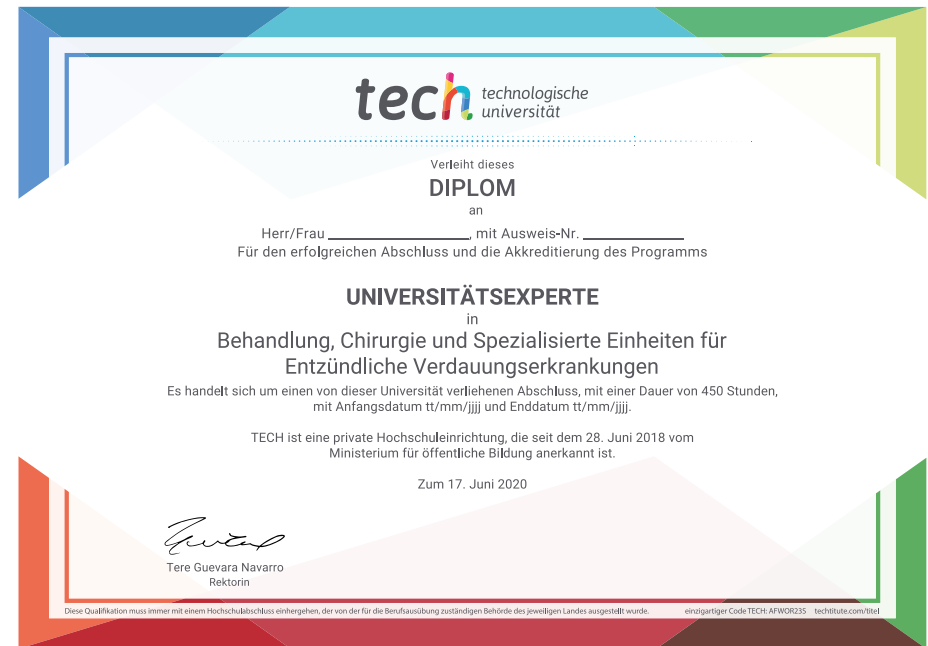 tech technologische
universität
Verleiht dieses
DIPLOM
an
Herr/Frau ____________, mit Ausweis-Nr. ____________
Für den erfolgreichen Abschluss und die Akkreditierung des Programms
UNIVERSITÄTSEXPERTE
in
Behandlung, Chirurgie und Spezialisierte Einheiten für
Entzündliche Verdauungserkrankungen
Es handelt sich um einen von dieser Universität verliehenen Abschluss, mit einer Dauer von 450 Stunden,
mit Anfangsdatum tt/mm/jjjj und Enddatum tt/mm/jjjj.
TECH ist eine private Hochschuleinrichtung, die seit dem 28. Juni 2018 vom
Ministerium für öffentliche Bildung anerkannt ist.
Zum 17. Juni 2020
Tere Guevara Navarro
Rektorin
Diese Qualifikation muss immer mit einem Hochschulabschluss einhergehen, der von der für die Berufsausübung zuständigen Behörde des jeweiligen Landes ausgestellt wurde. einzigartiger Code TECH: AFWOR23S techtitute.com/titel